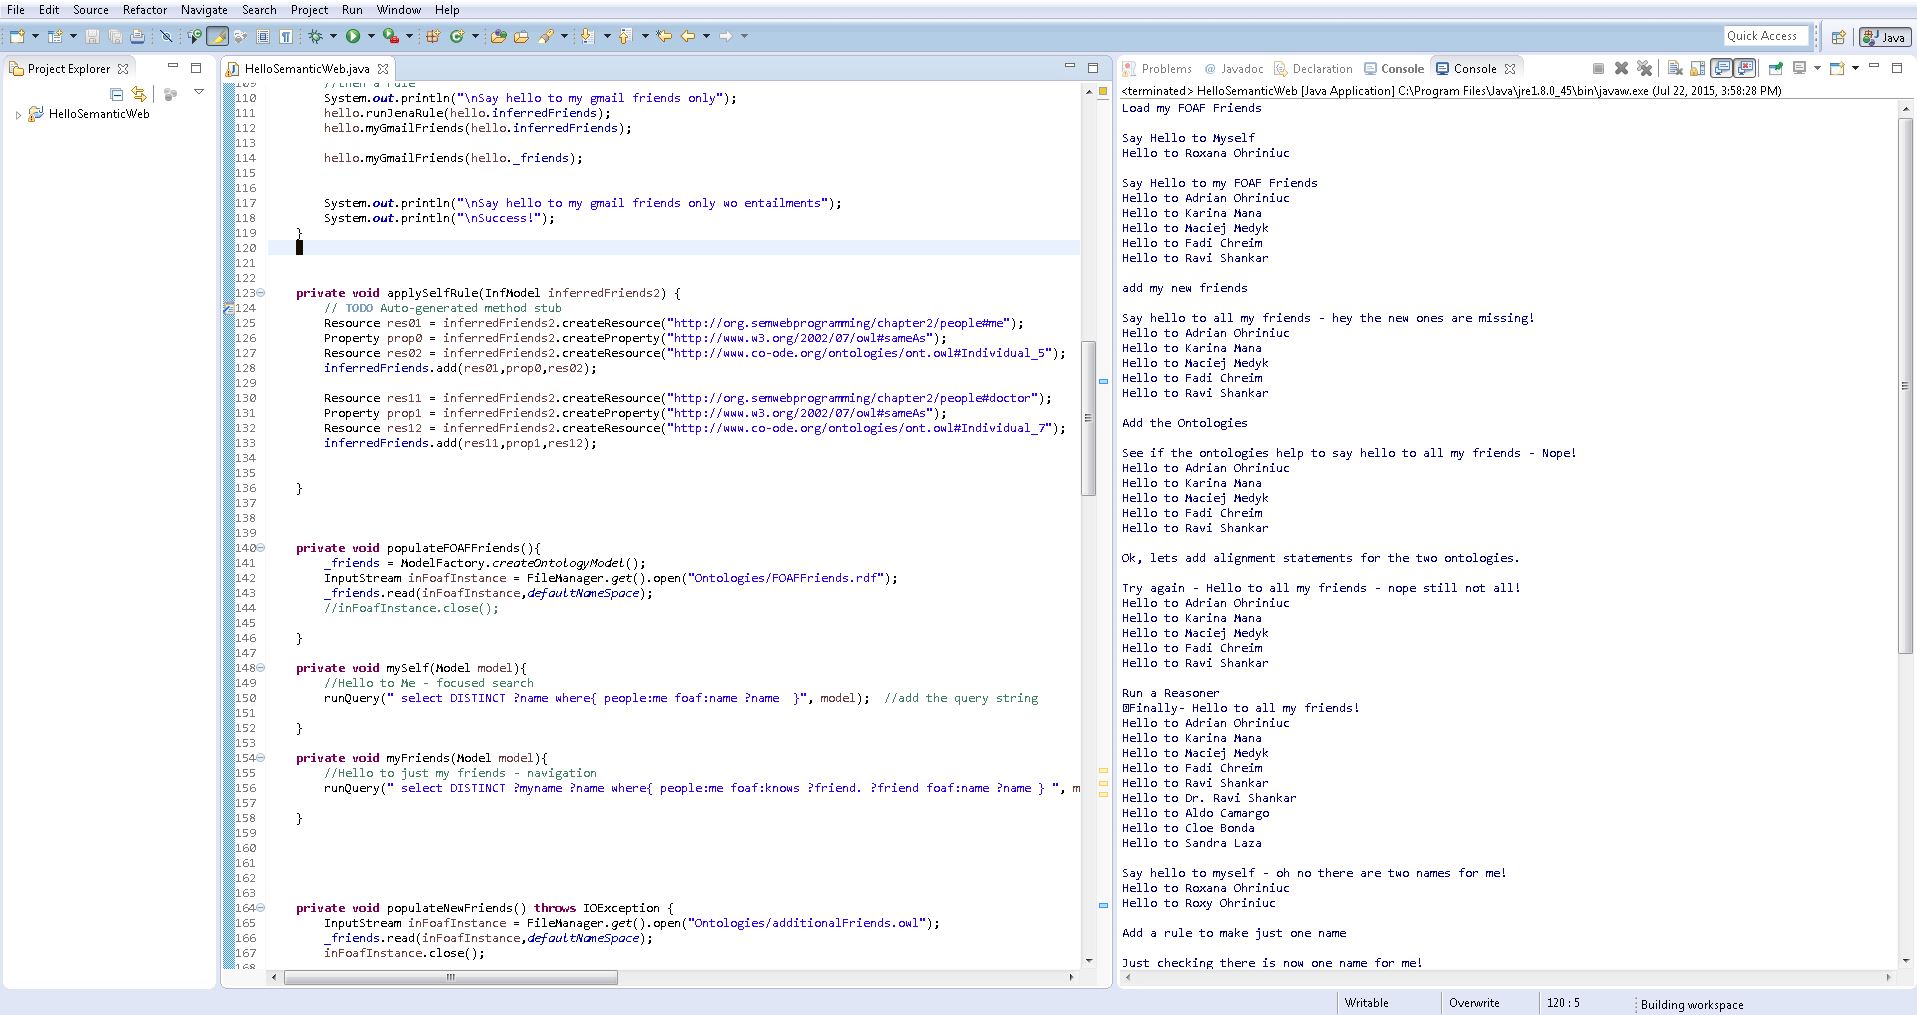 File Edit Source Refactor Navigate Search Project Run Window Help
Quick Access
Java
Project Explorer
HelloSemanticWeb
HelloSemanticWeb.java
109 //then a rule
110 System.out.println("\nSay hello to my gmail friends only");
111 hello.runJenaRule(hello.inferredFriends);
112 hello.myGmailFriends(hello.inferredFriends);
113
114 hello.myGmailFriends(hello._friends);
115
116
117 System.out.println("\nSay hello to my gmail friends only wo entailments");
118 System.out.println("\nSuccess!");
119 }
120
121
122
123 private void applySelfRule(InfModel inferredFriends2) {
124 // TODO Auto-generated method stub
125 Resource res01 = inferredFriends2.createResource("http://org.semwebprogramming/chapter2/people#me");
126 Property prop0 = inferredFriends2.createProperty("http://www.w3.org/2002/07/owl#sameAs");
127 Resource res02 = inferredFriends2.createResource("http://www.co-ode.org/ontologies/ont.owl#Individual_5");
128 inferredFriends.add(res01,prop0,res02);
129
130 Resource res11 = inferredFriends2.createResource("http://org.semwebprogramming/chapter2/people#doctor");
131 Property prop1 = inferredFriends2.createProperty("http://www.w3.org/2002/07/owl#sameAs");
132 Resource res12 = inferredFriends2.createResource("http://www.co-ode.org/ontologies/ont.owl#Individual_7");
133 inferredFriends.add(res11,prop1,res12);
134
135
136 }
137
138
139
140 private void populateFOAFFriends(){
141 _friends = ModelFactory.createOntologyModel();
142 InputStream inFoafInstance = FileManager.get().open("Ontologies/FOAFFriends.rdf");
143 _friends.read(inFoafInstance,defaultNameSpace);
144 //inFoafInstance.close();
145
146 }
147
148 private void mySelf(Model model){
149 //Hello to Me - focused search
150 runQuery(" select DISTINCT ?name where{ people:me foaf:name ?name  }", model);  //add the query string
151
152 }
153
154 private void myFriends(Model model){
155 //Hello to just my friends - navigation
156 runQuery(" select DISTINCT ?myname ?name where{ people:me foaf:knows ?friend. ?friend foaf:name ?name } ", m
157
158 }
159
160
161
162
163
164 private void populateNewFriends() throws IOException {
165 InputStream inFoafInstance = FileManager.get().open("Ontologies/additionalFriends.owl");
166 _friends.read(inFoafInstance,defaultNameSpace);
167 inFoafInstance.close();
168
Problems @ Javadoc Declaration Console Console
<terminated> HelloSemanticWeb [Java Application] C:\Program Files\Java\jre1.8.0_45\bin\javaw.exe (Jul 22, 2015, 3:58:28 PM)
Load my FOAF Friends
Say Hello to Myself
Hello to Roxana Ohriniuc
Say Hello to my FOAF Friends
Hello to Adrian Ohriniuc
Hello to Karina Mana
Hello to Maciej Medyk
Hello to Fadi Chreim
Hello to Ravi Shankar
add my new friends
Say hello to all my friends - hey the new ones are missing!
Hello to Adrian Ohriniuc
Hello to Karina Mana
Hello to Maciej Medyk
Hello to Fadi Chreim
Hello to Ravi Shankar
Add the Ontologies
See if the ontologies help to say hello to all my friends - Nope!
Hello to Adrian Ohriniuc
Hello to Karina Mana
Hello to Maciej Medyk
Hello to Fadi Chreim
Hello to Ravi Shankar
Ok, lets add alignment statements for the two ontologies.
Try again - Hello to all my friends - nope still not all!
Hello to Adrian Ohriniuc
Hello to Karina Mana
Hello to Maciej Medyk
Hello to Fadi Chreim
Hello to Ravi Shankar
Run a Reasoner
Finally- Hello to all my friends!
Hello to Adrian Ohriniuc
Hello to Karina Mana
Hello to Maciej Medyk
Hello to Fadi Chreim
Hello to Ravi Shankar
Hello to Dr. Ravi Shankar
Hello to Aldo Camargo
Hello to Cloe Bonda
Hello to Sandra Laza
Say hello to myself - oh no there are two names for me!
Hello to Roxana Ohriniuc
Hello to Roxy Ohriniuc
Add a rule to make just one name
Just checking there is now one name for me!
Writable Overwrite 120 : 5 Building workspace